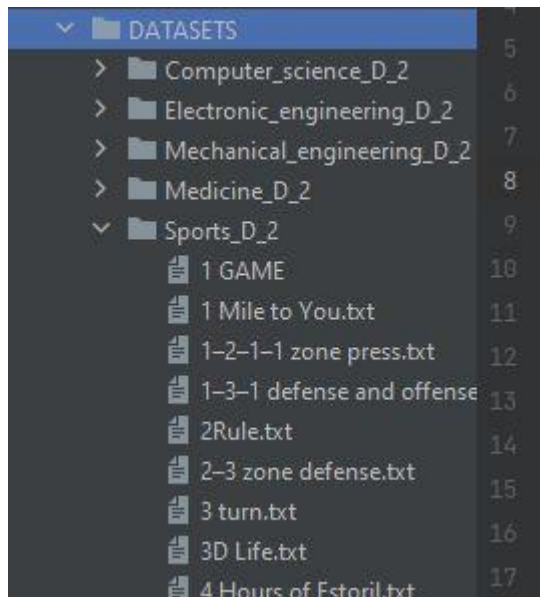 DATASETS
Computer_science_D_2
Electronic_engineering_D_2
Mechanical_engineering_D_2
Medicine_D_2
Sports_D_2
1 GAME
1 Mile to You.txt
1–2–1–1 zone press.txt
1–3–1 defense and offense
2Rule.txt
2–3 zone defense.txt
3 turn.txt
3D Life.txt
4 Hours of Estoril.txt
5
6
7
8
9
10
11
12
13
14
15
16
17